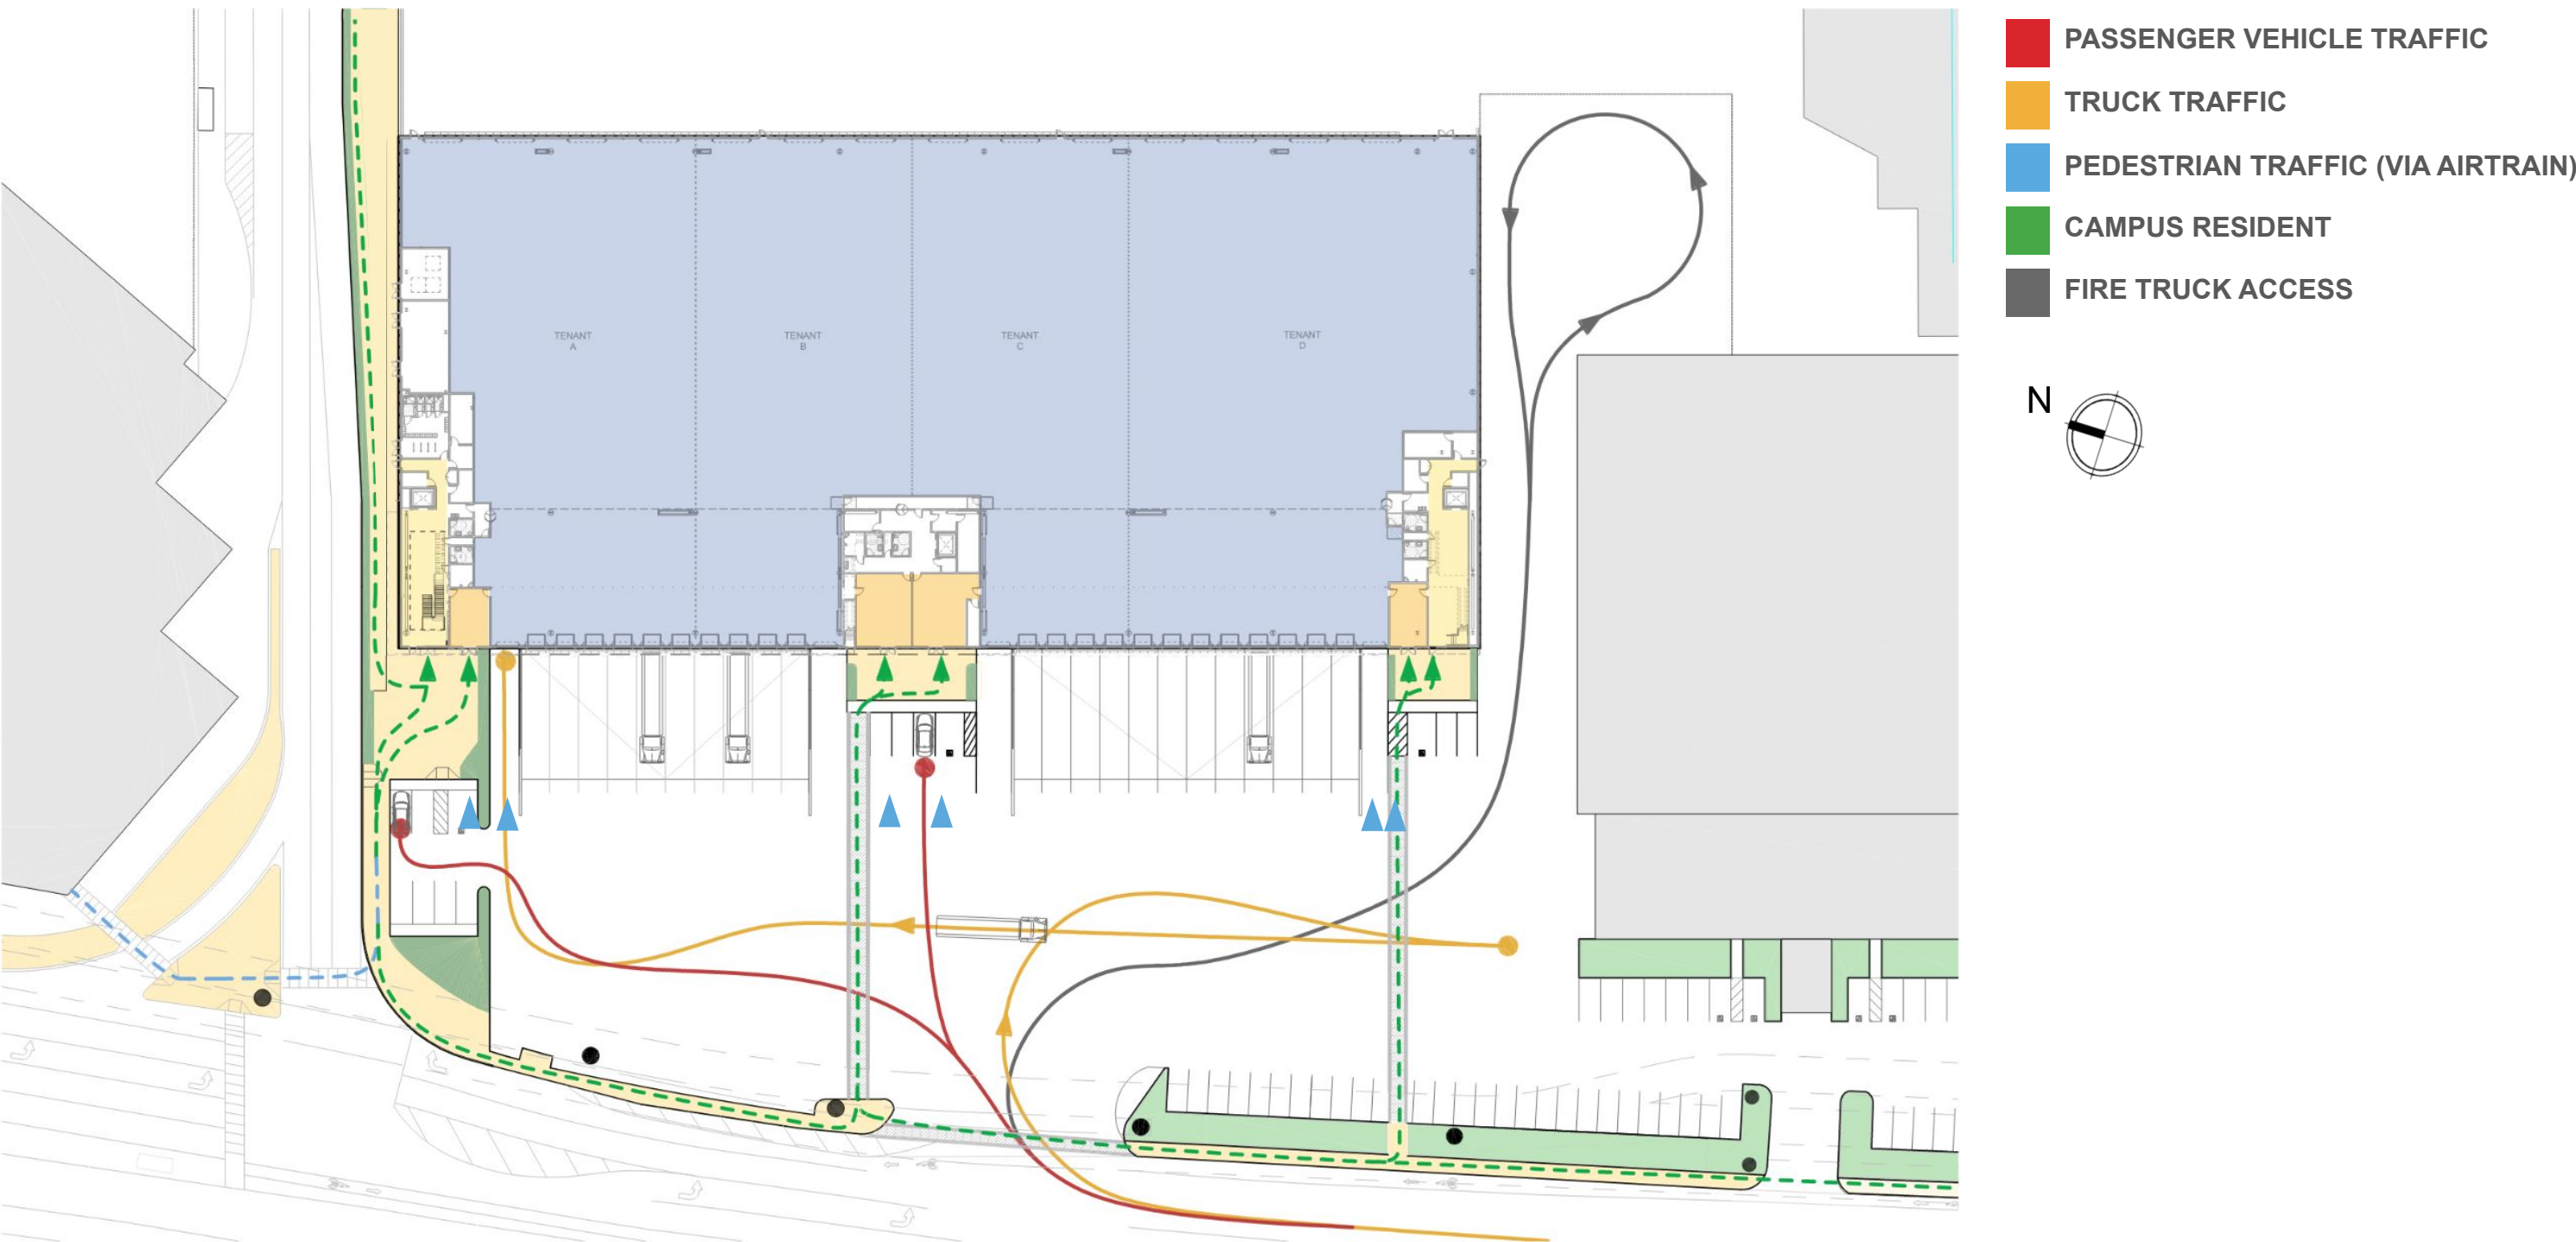 PASSENGER VEHICLE TRAFFIC
TRUCK TRAFFIC
PEDESTRIAN TRAFFIC (VIA AIRTRAIN)
CAMPUS RESIDENT
FIRE TRUCK ACCESS
N
TENANT
A
TENANT
B
TENANT
C
TENANT
D